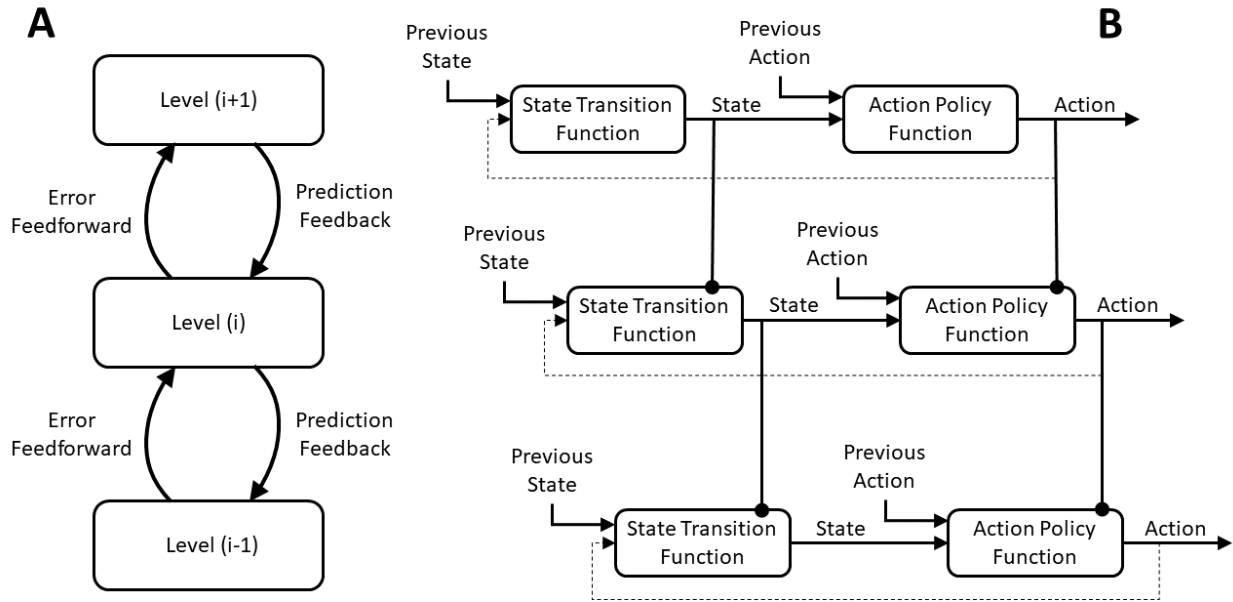 A
Level (i+1)
Error
Feedforward
Prediction
Feedback
Level (i)
Error
Feedforward
Prediction
Feedback
Level (i-1)
B
Previous
State
Previous
Action
State Transition
Function
State
Action Policy
Function
Action
Previous
State
Previous
Action
State Transition
Function
State
Action Policy
Function
Action
Previous
State
Previous
Action
State Transition
Function
State
Action Policy
Function
Action